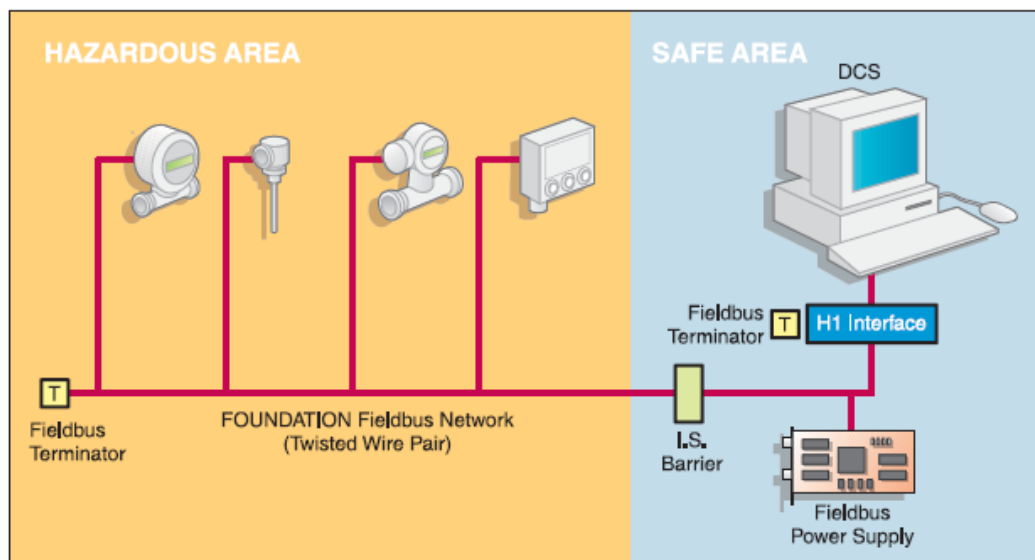 HAZARDOUS AREA
SAFE AREA
DCS
Fieldbus
Terminator
T
H1 Interface
T
Fieldbus
Terminator
FOUNDATION Fieldbus Network
(Twisted Wire Pair)
I.S.
Barrier
Fieldbus
Power Supply